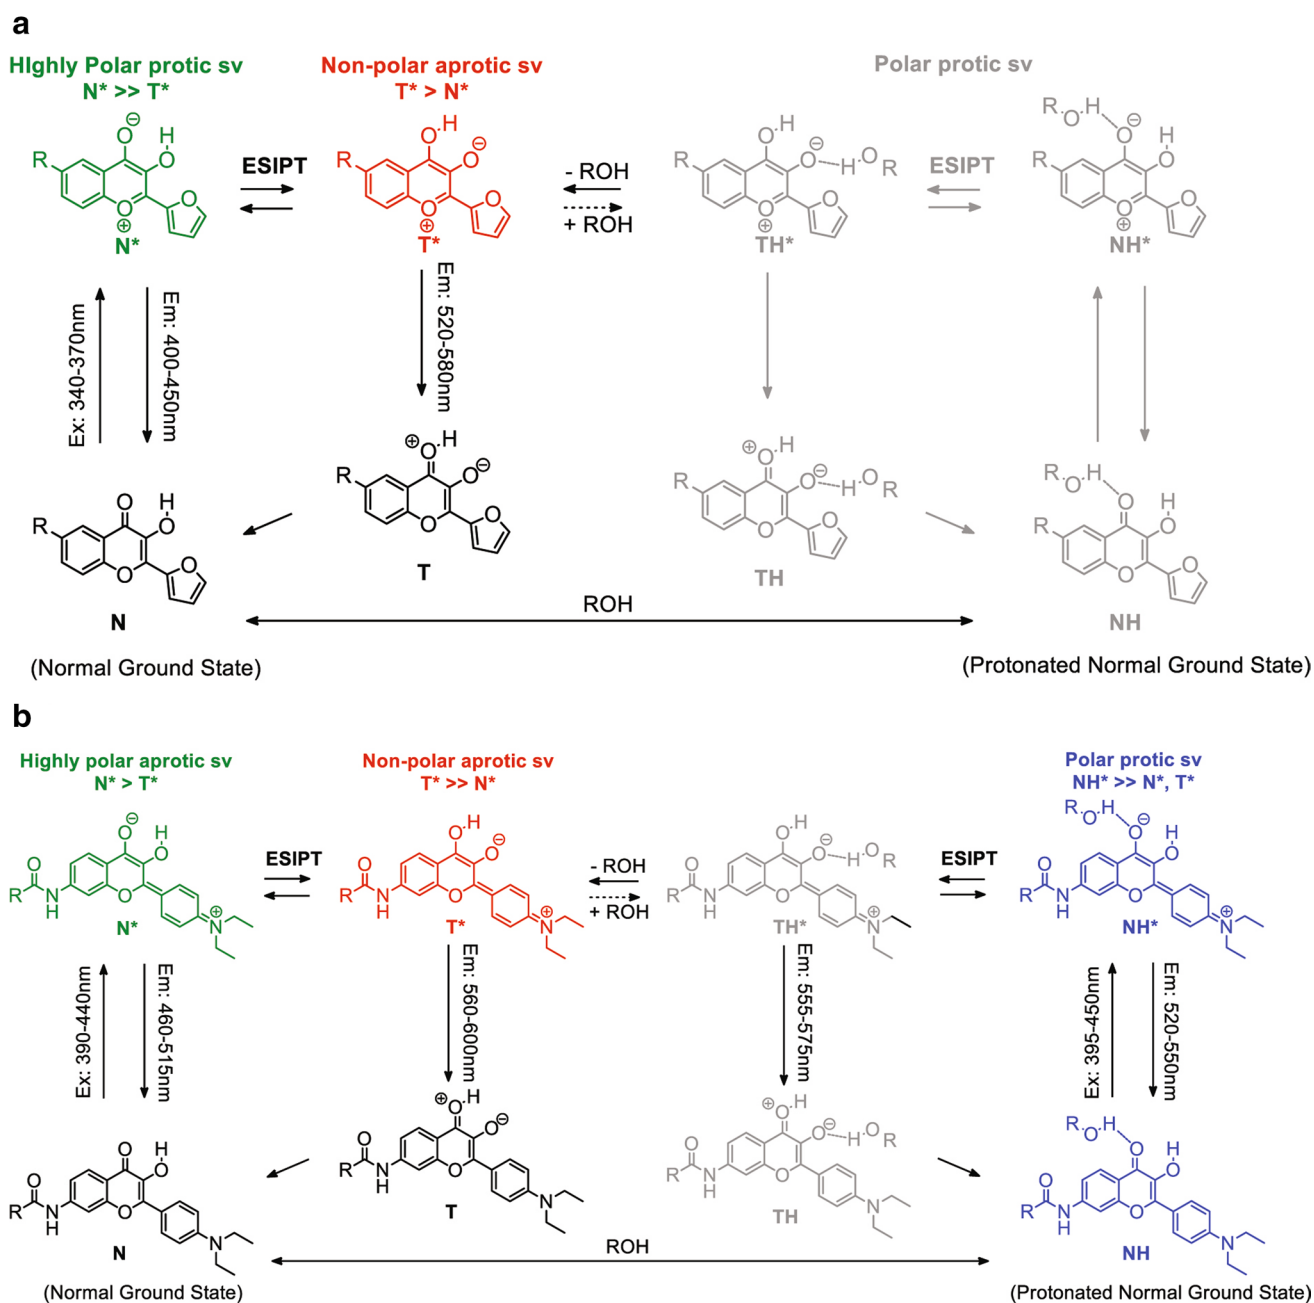 a
HIghly Polar protic sv
N* >> T*
Non-polar aprotic sv
T* > N*
Polar protic sv
O ⊖ H
R O
O
O
⊕
N*
ESIPT
O H
⊖
R O
O
O
⊕
T*
- ROH
+ ROH
O H
⊖
R O H O R
O
O
⊕
TH*
ESIPT
R O H
⊖
O H
R O
O
O
⊕
NH*
Ex: 340-370nm
Em: 400-450nm
Em: 520-580nm
O H
R O
O
O
N
(Normal Ground State)
⊕
O H
⊖
R O
O
O
T
⊕
O H
⊖
R O H O R
O
O
TH
R O H
O H
R O
O
O
NH
(Protonated Normal Ground State)
ROH
b
Highly polar aprotic sv
N* > T*
Non-polar aprotic sv
T* >> N*
Polar protic sv
NH* >> N*, T*
O ⊖ H
O
O
R N H
O
N ⊕
N*
ESIPT
O H
⊖
O
O
R N H
O
N ⊕
T*
- ROH
+ ROH
O H
⊖
O H O R
O
R N H
O
N ⊕
TH*
ESIPT
R O H
⊖
O H
O
O
R N H
O
N ⊕
NH*
Ex: 390-440nm
Em: 460-515nm
Em: 560-600nm
Em: 555-575nm
Ex: 395-450nm
Em: 520-550nm
O H
O
O
R N H
O
N
N
(Normal Ground State)
⊕
O H
⊖
O
O
R N H
O
N
T
⊕
O H
⊖
O H O R
O
R N H
O
N
TH
R O H
O H
O
O
R NH
O
N
NH
(Protonated Normal Ground State)
ROH